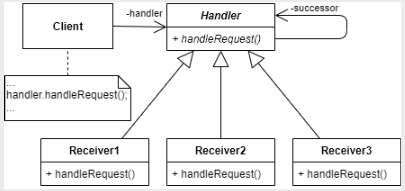 -handler
Handler
-successor
Client
+ handleRequest()
...
handler.handleRequest();
...
Receiver1
Receiver2
Receiver3
+ handleRequest()
+ handleRequest()
+ handleRequest()